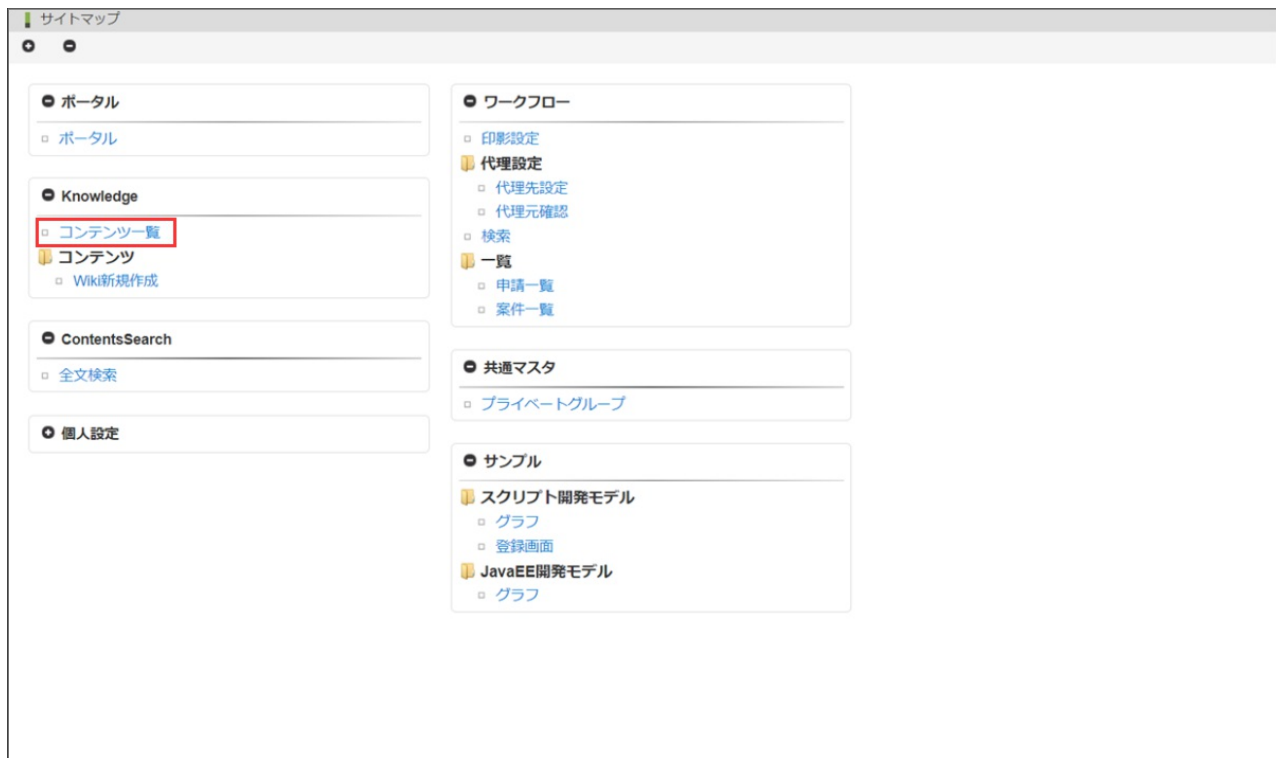 サイトマップ
ポータル
ポータル
Knowledge
コンテンツ一覧
コンテンツ
Wiki新規作成
ContentsSearch
全文検索
個人設定
ワークフロー
印影設定
代理設定
代理先設定
代理元確認
検索
一覧
申請一覧
案件一覧
共通マスタ
プライベートグループ
サンプル
スクリプト開発モデル
グラフ
登録画面
JavaEE開発モデル
グラフ